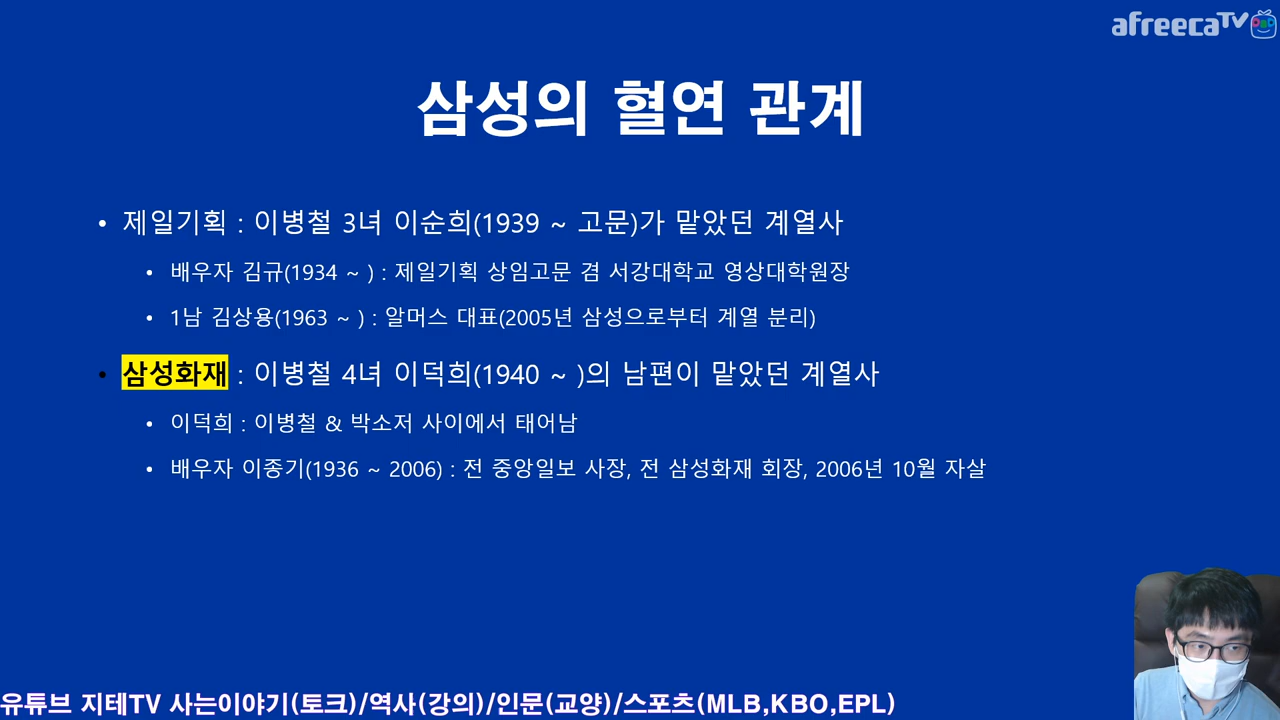 afreecaTV
삼성의 혈연 관계
• 제일기획 : 이병철 3녀 이순희(1939 ~ 고문)가 맡았던 계열사
• 배우자 김규(1934 ~ ) : 제일기획 상임고문 겸 서강대학교 영상대학원장
• 1남 김상용(1963 ~ ) : 알머스 대표(2005년 삼성으로부터 계열 분리)
• 삼성화재 : 이병철 4녀 이덕희(1940 ~ )의 남편이 맡았던 계열사
• 이덕희 : 이병철 & 박소저 사이에서 태어남
• 배우자 이종기(1936 ~ 2006) : 전 중앙일보 사장, 전 삼성화재 회장, 2006년 10월 자살
유튜브 지테TV 사는이야기(토크)/역사(강의)/인문(교양)/스포츠(MLB,KBO,EPL)